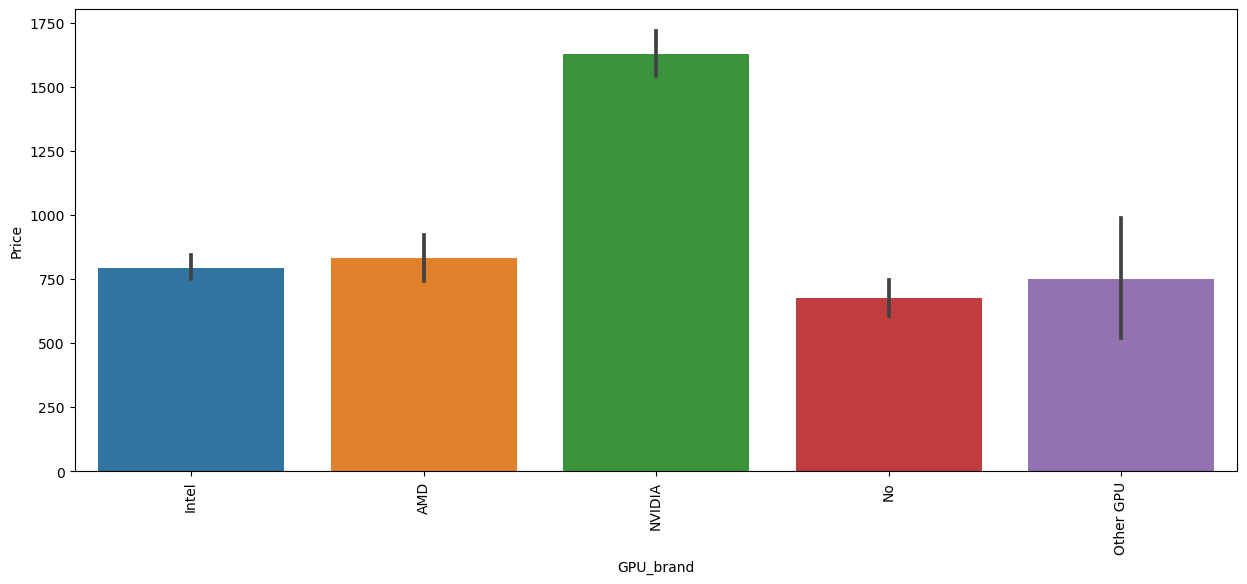 1750
1500
1250
1000
750
500
250
0
Price
Intel
AMD
NVIDIA
No
Other GPU
GPU_brand